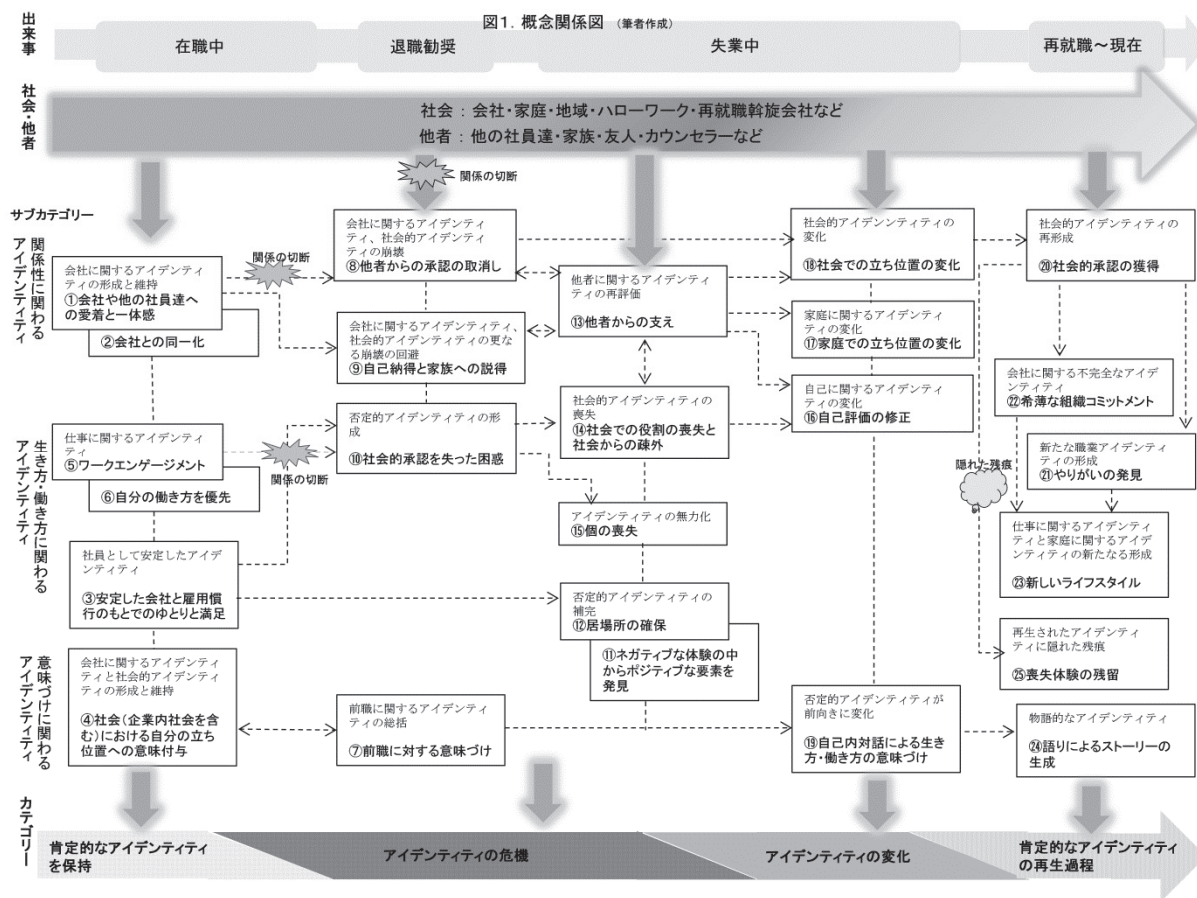 図1. 概念関係図 (筆者作成)
出来事
在職中
退職勧奨
失業中
再就職~現在
社会・他者
社会 : 会社・家庭・地域・ハローワーク・再就職斡旋会社など
他者 : 他の社員達・家族・友人・カウンセラーなど
関係の切断
サブカテゴリー
関係性に関わる
アイデンティティ
会社に関するアイデンティ
ティの形成と維持
①会社や他の社員達へ
の愛着と一体感
②会社との同一化
関係の切断
会社に関するアイデンティ
ティ、社会的アイデンティ
ティの崩壊
⑧他者からの承認の取消し
会社に関するアイデンティティ、
社会的アイデンティティの更な
る崩壊の回避
⑨自己納得と家族への説得
他者に関するアイデンティ
ティの再評価
⑬他者からの支え
社会的アイデンンティティの
変化
⑱社会での立ち位置の変化
家庭に関するアイデンティ
ティの変化
⑰家庭での立ち位置の変化
自己に関するアイデンティ
ティの変化
⑯自己評価の修正
社会的アイデンティティの再
形成
⑳社会的承認の獲得
会社に関する不完全なアイデ
ンティティ
㉒希薄な組織コミットメント
生き方・働き方に関わる
アイデンティティ
仕事に関するアイデンティ
ティ
⑤ワークエンゲージメント
⑥自分の働き方を優先
関係の切断
社員として安定したアイデ
ンティティ
③安定した会社と雇用慣
行のもとでのゆとりと満足
否定的アイデンティティの形
成
⑩社会的承認を失った困惑
社会的アイデンティティの
喪失
⑭社会での役割の喪失と
社会からの疎外
アイデンティティの無力化
⑮個の喪失
否定的アイデンティティの
補完
⑫居場所の確保
⑪ネガティブな体験の中
からポジティブな要素を
発見
隠れた残痕
新たな職業アイデンティ
ティの形成
㉑やりがいの発見
仕事に関するアイデンティ
ティと家庭に関するアイデ
ンティティの新たなる形成
㉓新しいライフスタイル
再生されたアイデンティ
ティに隠れた残痕
㉕喪失体験の残留
意味づけに関わる
アイデンティティ
会社に関するアイデンティ
ティと社会的アイデンティ
ティの形成と維持
④社会(企業内社会を含
む)における自分の立ち
位置への意味付与
前職に関するアイデンティ
ティの総括
⑦前職に対する意味づけ
否定的アイデンティティが
前向きに変化
⑲自己内対話による生き
方・働き方の意味づけ
物語的なアイデンティティ
㉔語りによるストーリーの
生成
カテゴリー
肯定的なアイデンティティ
を保持
アイデンティティの危機
アイデンティティの変化
肯定的なアイデンティティ
の再生過程